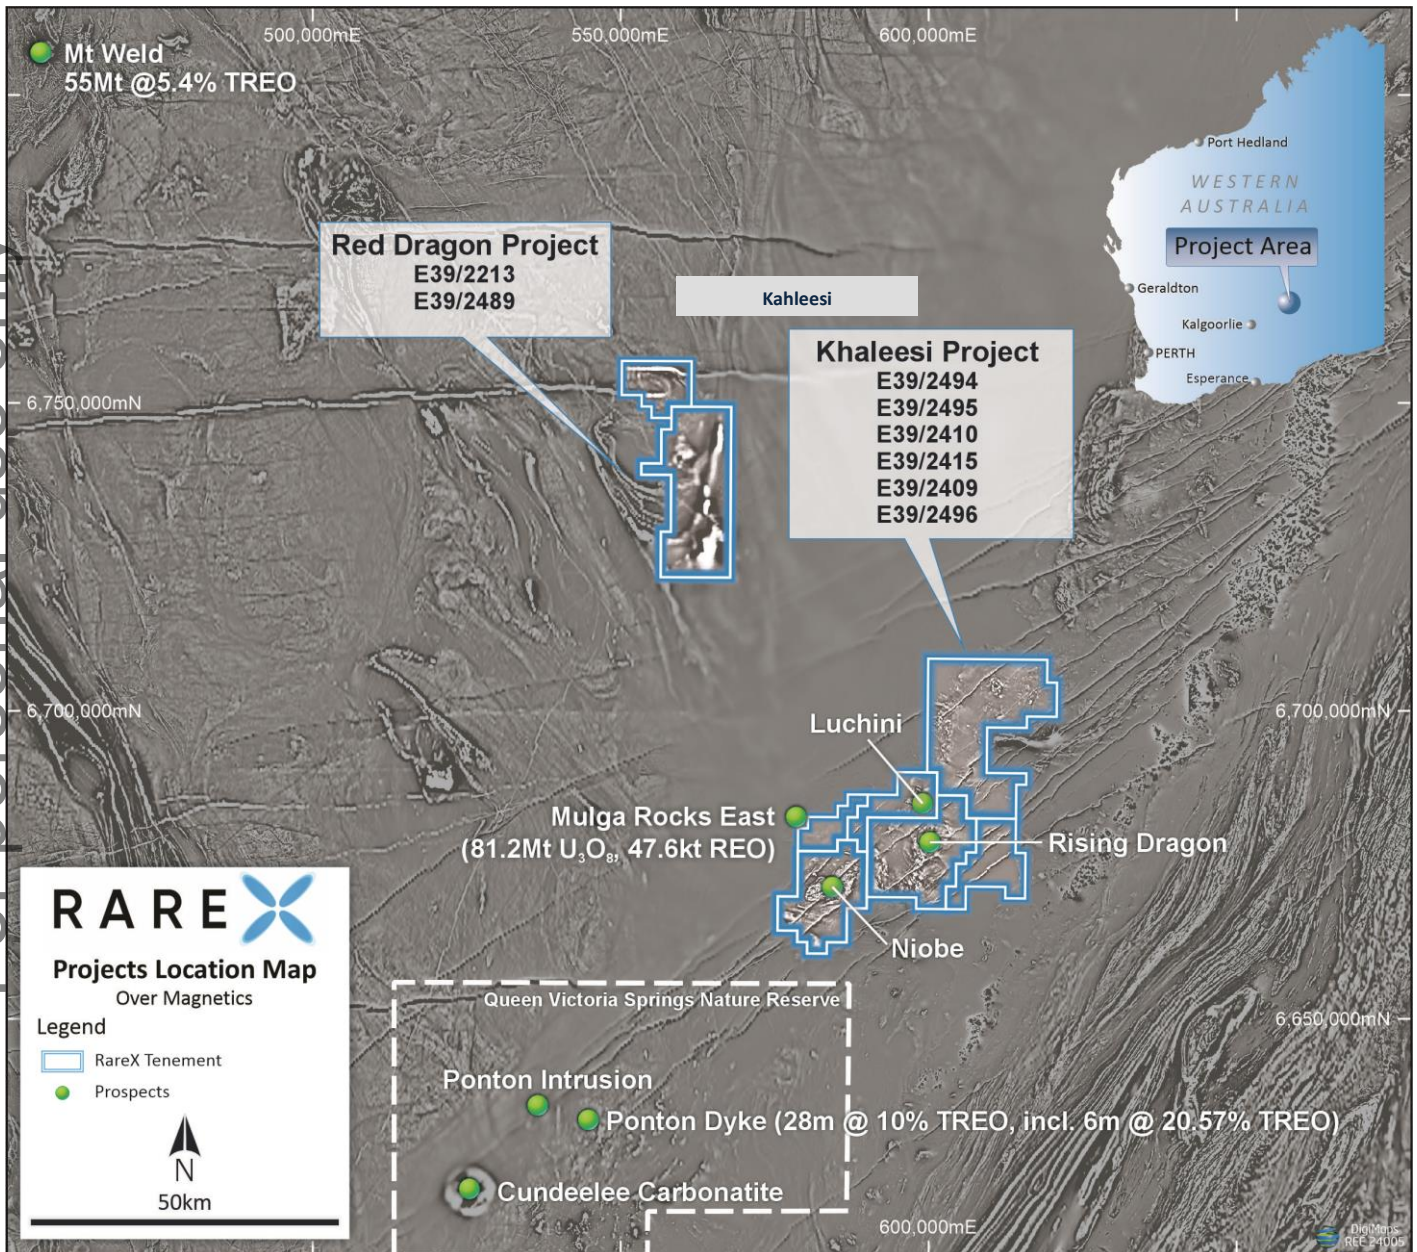 500,000mE
550,000mE
600,000mE
Mt Weld
55Mt @5.4% TREO
Port Hedland
WESTERN
AUSTRALIA
Project Area
Geraldton
Kalgoorlie
PERTH
Esperance
Red Dragon Project
E39/2213
E39/2489
Kahleesi
Khaleesi Project
E39/2494
E39/2495
E39/2410
E39/2415
E39/2409
E39/2496
6,750,000mN
6,700,000mN
6,700,000mN
Luchini
Mulga Rocks East
(81.2Mt U₃O₈, 47.6kt REO)
Rising Dragon
Niobe
RAREX
Projects Location Map
Over Magnetics
Legend
RareX Tenement
Prospects
N
50km
Queen Victoria Springs Nature Reserve
6,650,000mN
Ponton Intrusion
Ponton Dyke (28m @ 10% TREO, incl. 6m @ 20.57% TREO)
Cundeelee Carbonatite
600,000mE
DigiMaps
REF 24005